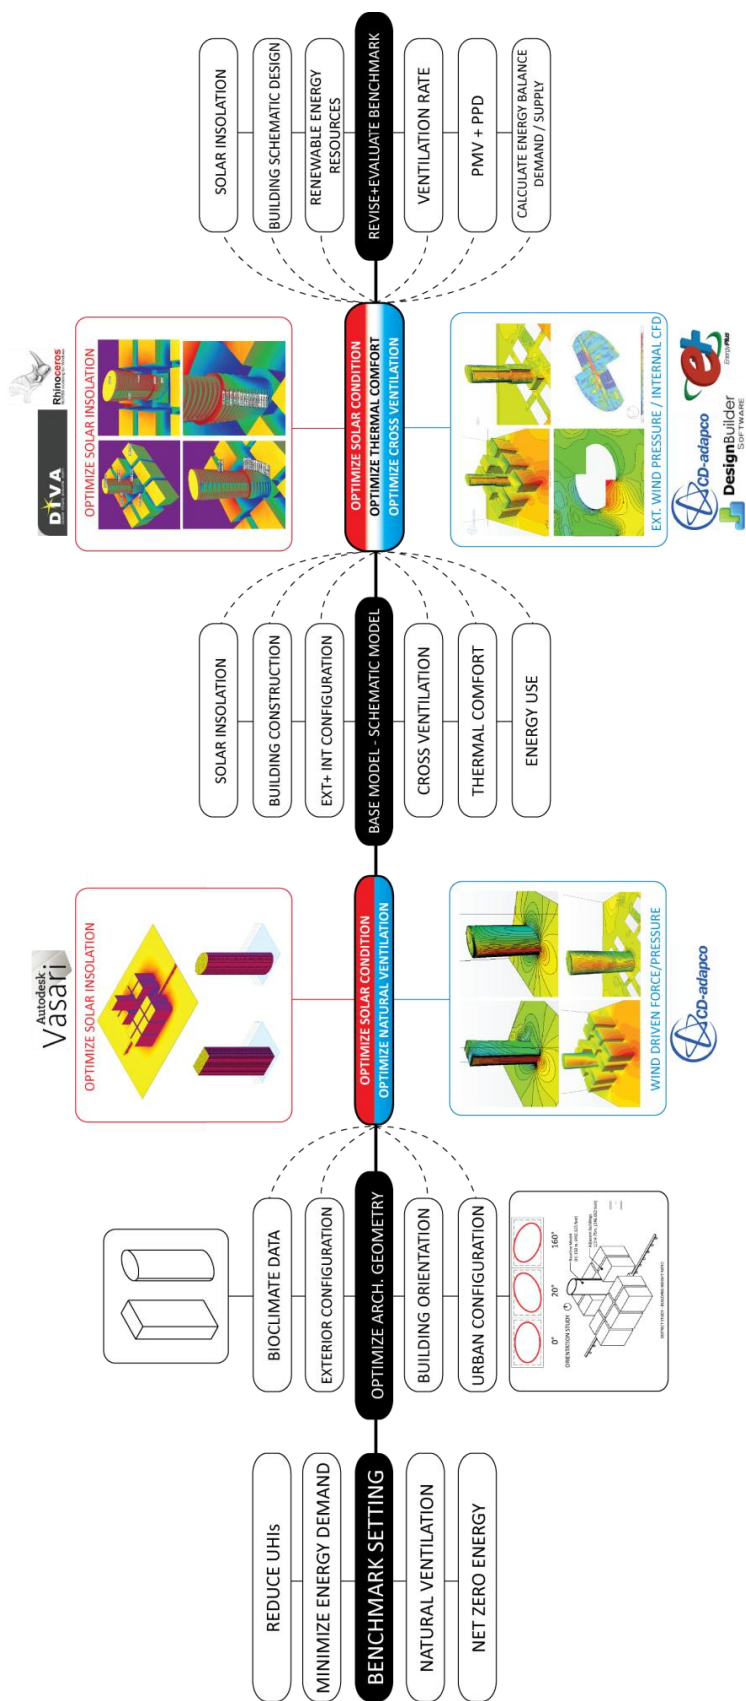 REDUCE UHIs
MINIMIZE ENERGY DEMAND
BENCHMARK SETTING
NATURAL VENTILATION
NET ZERO ENERGY
BIOCLIMATE DATA
EXTERIOR CONFIGURATION
OPTIMIZE ARCH. GEOMETRY
BUILDING ORIENTATION
URBAN CONFIGURATION
0°
20°
160°
ORIENTATION STUDY
Autodesk
Vasari
OPTIMIZE SOLAR INSOLATION
OPTIMIZE SOLAR CONDITION
OPTIMIZE NATURAL VENTILATION
WIND DRIVEN FORCE/PRESSURE
CD-adapco
SOLAR INSOLATION
BUILDING CONSTRUCTION
EXT+ INT CONFIGURATION
BASE MODEL - SCHEMATIC MODEL
CROSS VENTILATION
THERMAL COMFORT
ENERGY USE
DIVA
Rhinoceros
OPTIMIZE SOLAR INSOLATION
OPTIMIZE SOLAR CONDITION
OPTIMIZE THERMAL COMFORT
OPTIMIZE CROSS VENTILATION
EXT. WIND PRESSURE / INTERNAL CFD
CD-adapco
EnergyPlus
DesignBuilder
SOFTWARE
SOLAR INSOLATION
BUILDING SCHEMATIC DESIGN
RENEWABLE ENERGY
RESOURCES
REVISE+EVALUATE BENCHMARK
VENTILATION RATE
PMV + PPD
CALCULATE ENERGY BALANCE
DEMAND / SUPPLY